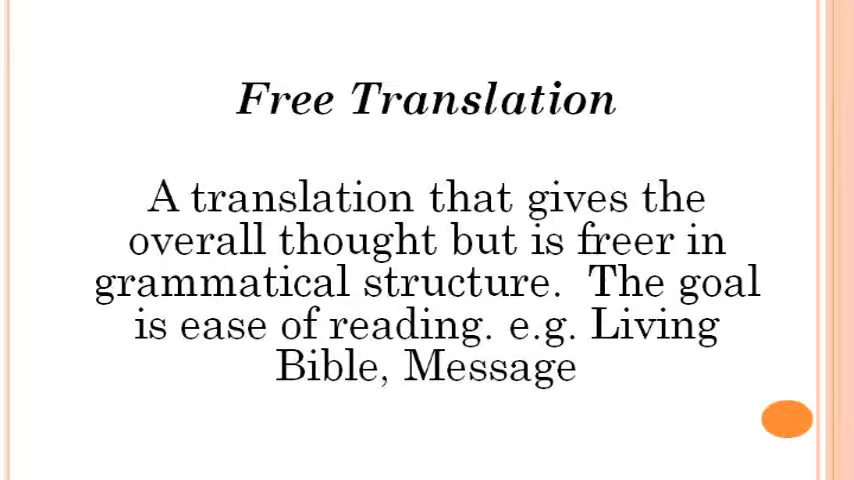 Free Translation
A translation that gives the
overall thought but is freer in
grammatical structure.  The goal
is ease of reading. e.g. Living
Bible, Message